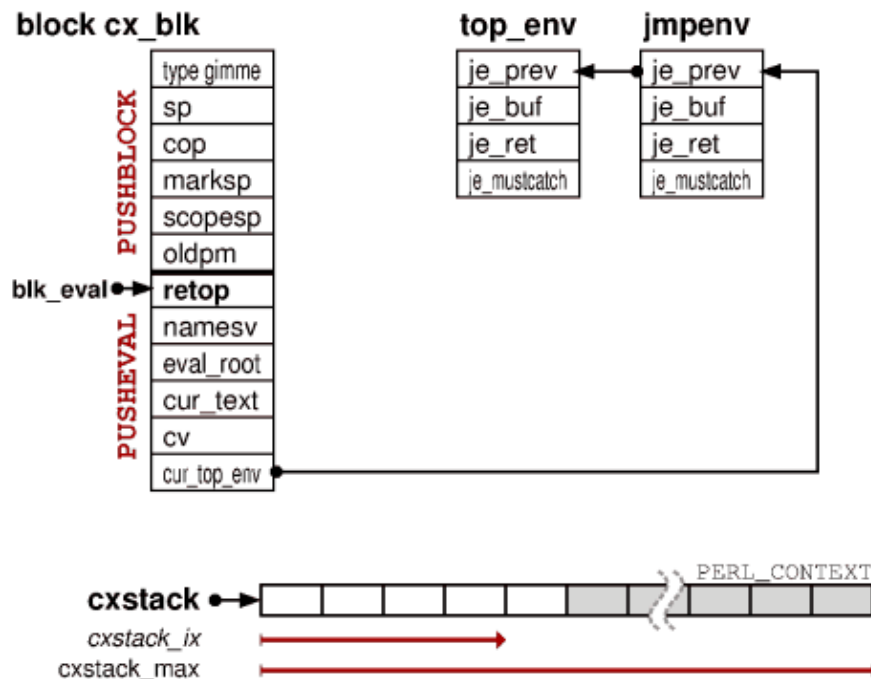 block cx_blk
top_env
jmpenv
type gimme
sp
cop
marksp
scopesp
oldpm
PUSHBLOCK
blk_eval
retop
namesv
eval_root
cur_text
cv
cur_top_env
PUSHEVAL
je_prev
je_buf
je_ret
je_mustcatch
je_prev
je_buf
je_ret
je_mustcatch
PERL_CONTEXT
cxstack
cxstack_ix
cxstack_max